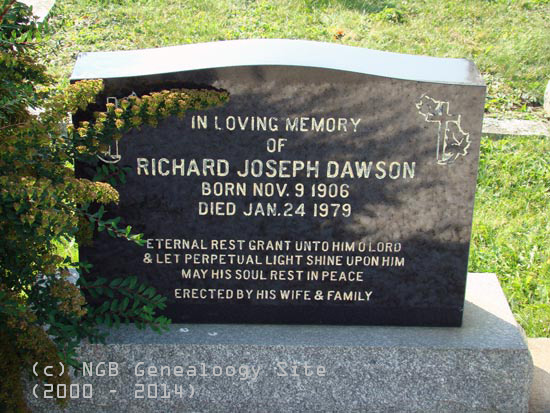 IN LOVING MEMORY
OF
RICHARD JOSEPH DAWSON
BORN NOV. 9 1906
DIED JAN. 24 1979
ETERNAL REST GRANT UNTO HIM O LORD
& LET PERPETUAL LIGHT SHINE UPON HIM
MAY HIS SOUL REST IN PEACE
ERECTED BY HIS WIFE & FAMILY
(c) NGB Genealoogy Site
(2000 - 2014)